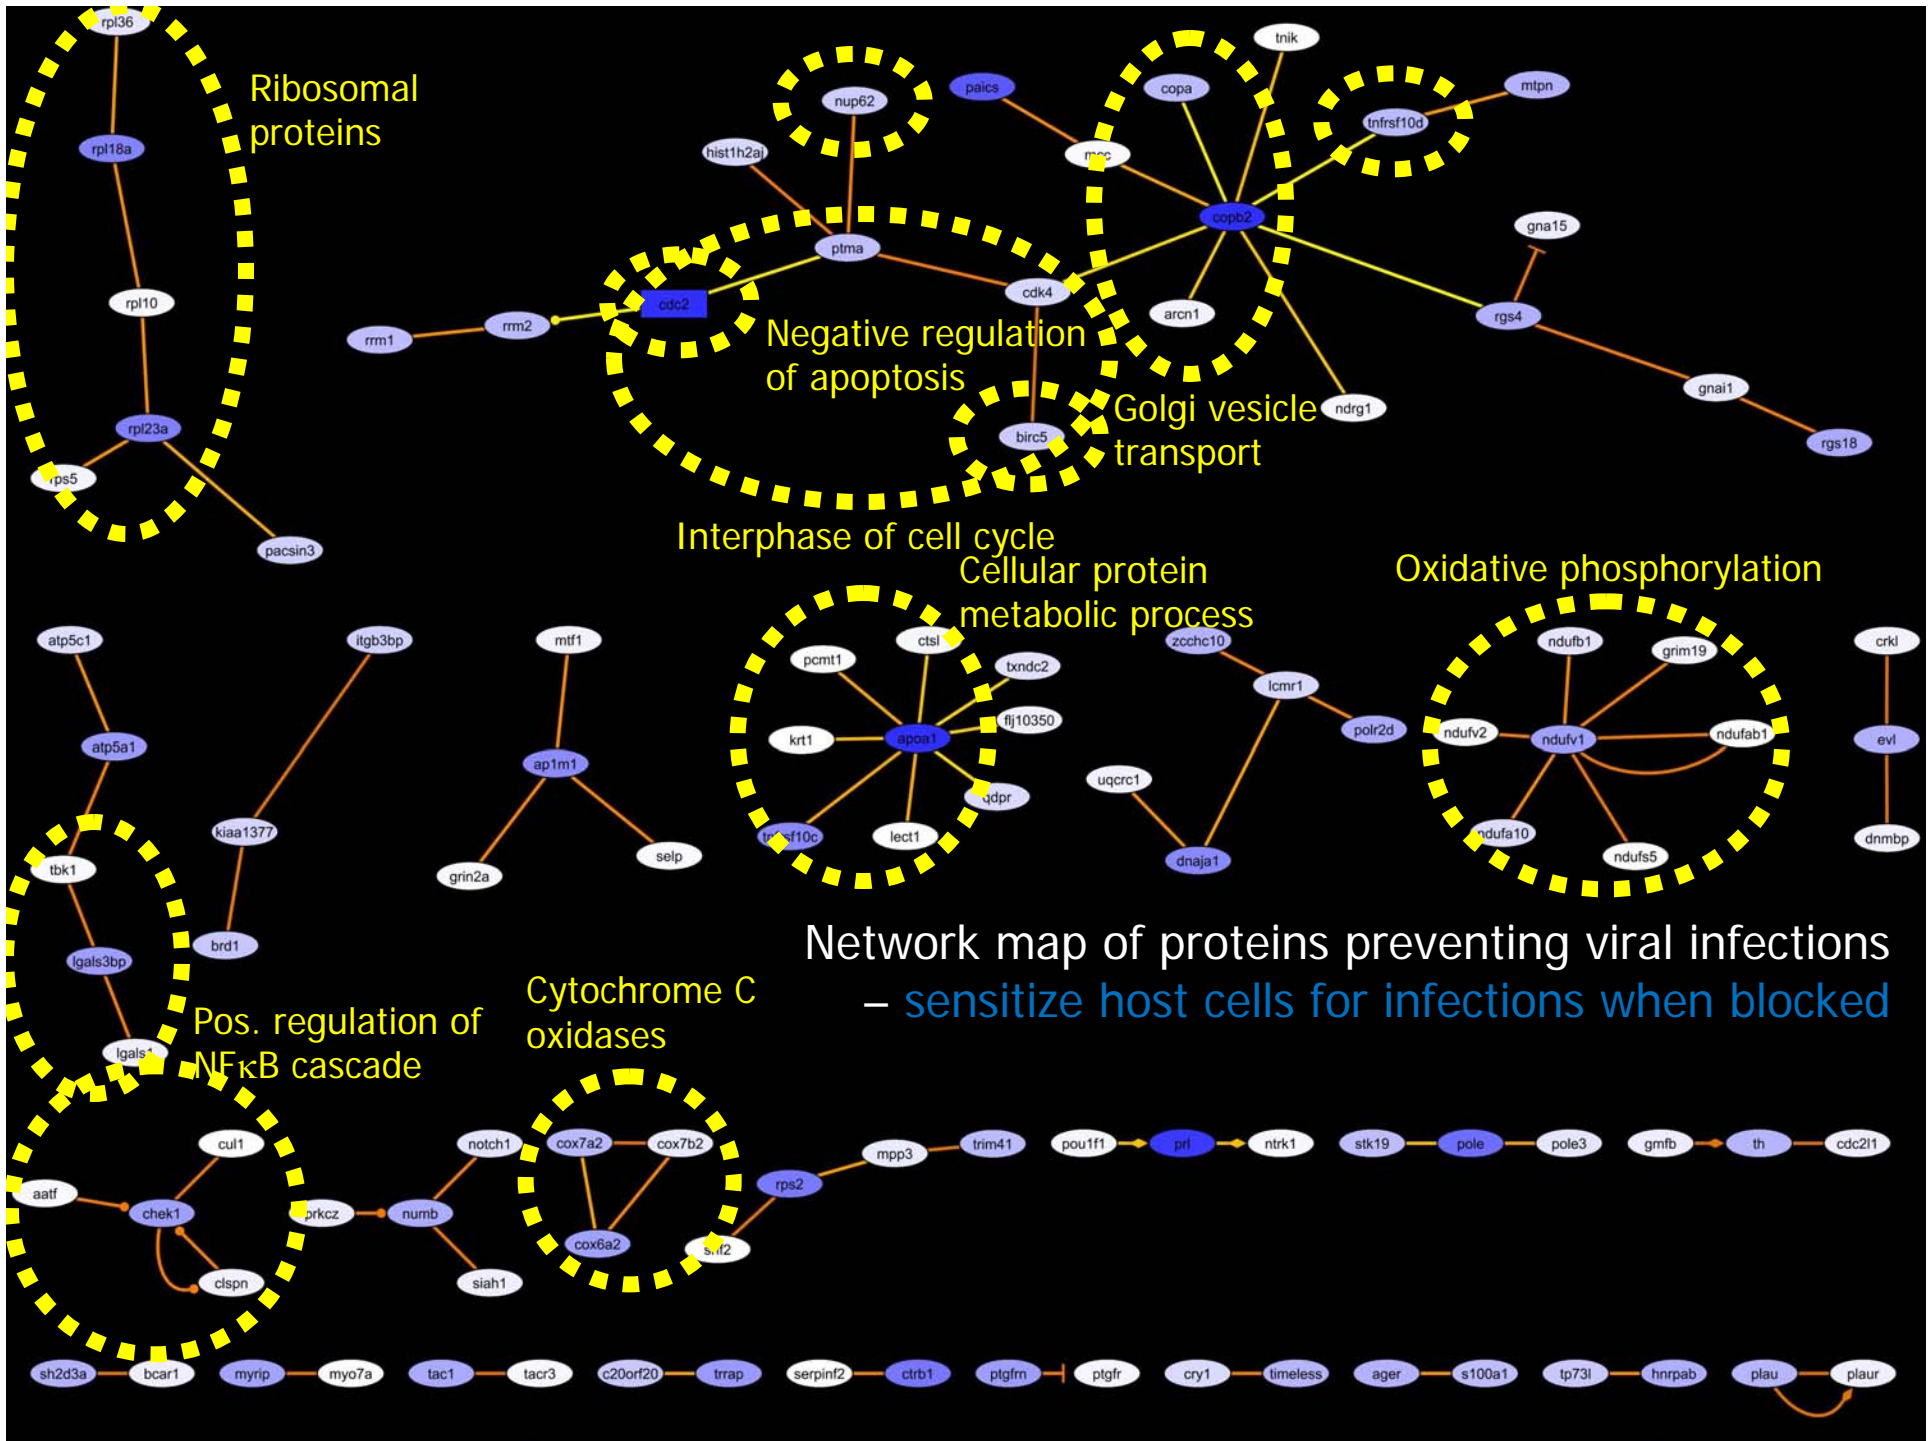 rpl36
Ribosomal
proteins
rpl18a
rpl10
rpl23a
rps5
pacsin3
nup62
hist1h2aj
ptma
cdc2
rrm2
rrm1
cdk4
birc5
Negative regulation
of apoptosis
Interphase of cell cycle
tnik
paics
copa
mcc
tnfrsf10d
mtpn
copb2
gna15
arcn1
rgs4
ndrg1
gnai1
rgs18
Golgi vesicle
transport
Cellular protein
metabolic process
Oxidative phosphorylation
atp5c1
atp5a1
tbk1
lgals3bp
lgals1
itgb3bp
kiaa1377
brd1
mtf1
ap1m1
grin2a
selp
ctsl
pcmt1
txndc2
flj10350
krt1
apoa1
qdpr
tnfrsf10c
lect1
zcchc10
lcmr1
polr2d
uqcrc1
dnaja1
ndufb1
grim19
ndufv2
ndufv1
ndufab1
ndufa10
ndufs5
crkl
evl
dnmbp
Network map of proteins preventing viral infections
– sensitize host cells for infections when blocked
Pos. regulation of
NFκB cascade
Cytochrome C
oxidases
cul1
aatf
chek1
clspn
notch1
prkcz
numb
siah1
cox7a2
cox7b2
cox6a2
mpp3
trim41
rps2
pou1f1
prl
ntrk1
stk19
pole
pole3
gmfb
th
cdc2l1
sh2d3a
bcar1
myrip
myo7a
tac1
tacr3
c20orf20
trrap
serpinf2
ctrb1
ptgfrn
ptgfr
cry1
timeless
ager
s100a1
tp73l
hnrpab
plau
plaur